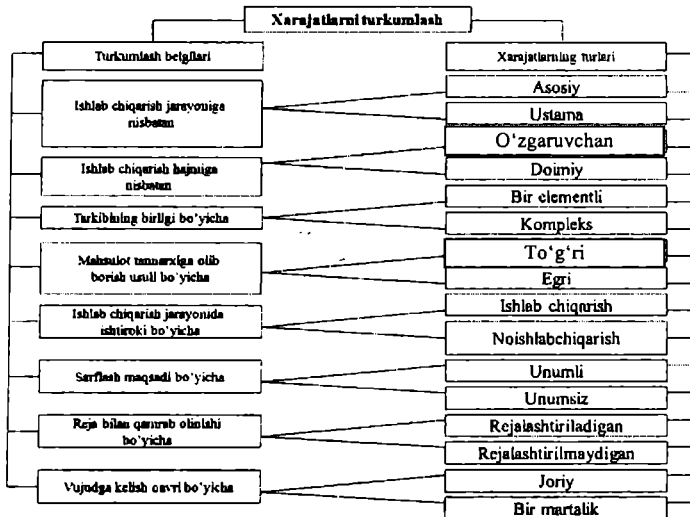 Xarajatlarni turkumlash
Turkumlash belgilari
Xarajatlarning turlari
Ishlab chiqarish jarayoniga
nisbatan
Asosiy
Ustama
Ishlab chiqarish hajmiga
nisbatan
O‘zgaruvchan
Doimiy
Tarkibining birligi bo‘yicha
Bir elementli
Kompleks
Mahsulot tannarxiga olib
borish usuli bo‘yicha
To‘g‘ri
Egri
Ishlab chiqarish jarayonida
ishtiroki bo‘yicha
Ishlab chiqarish
Noishlabchiqarish
Sarflash maqsadi bo‘yicha
Unumli
Unumsiz
Reja bilan qamrab olinishi
bo‘yicha
Rejalashtiriladigan
Rejalashtirilmaydigan
Vujudga kelish davri bo‘yicha
Joriy
Bir martalik